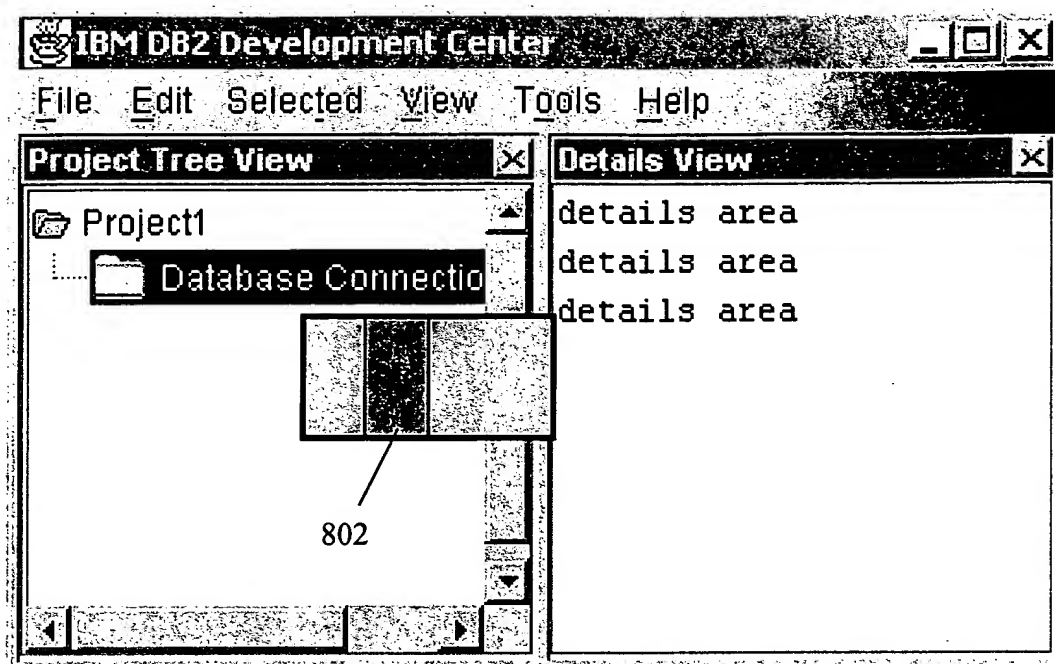 IBM DB2 Development Center
File Edit Selected View Tools Help
Project Tree View
Details View
Project1
Database Connectio
details area
details area
details area
802